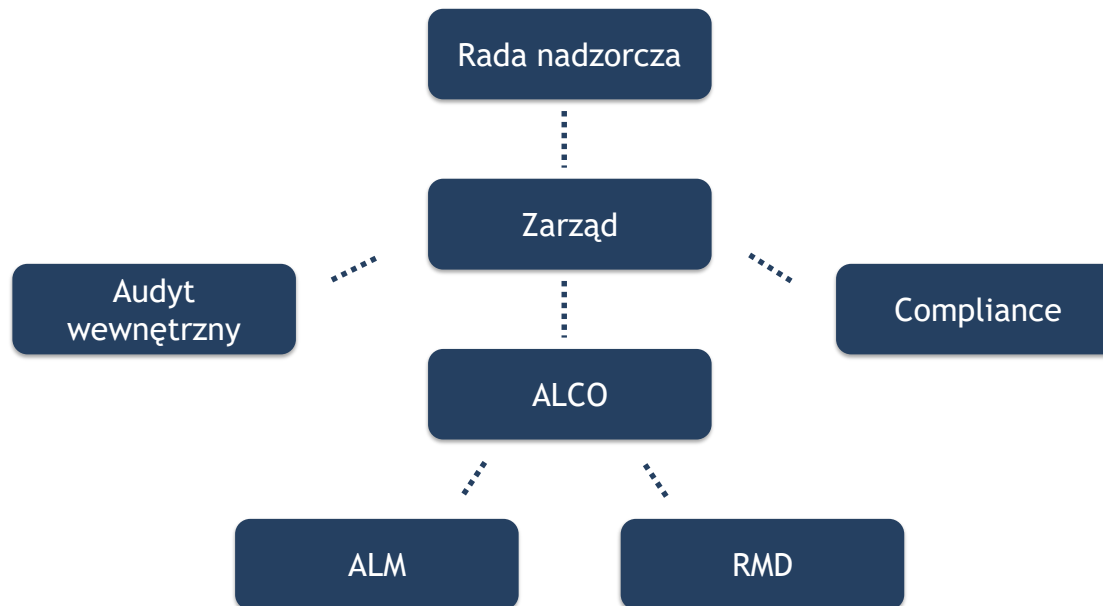 Rada nadzorcza
Zarząd
Audyt
wewnętrzny
Compliance
ALCO
ALM
RMD